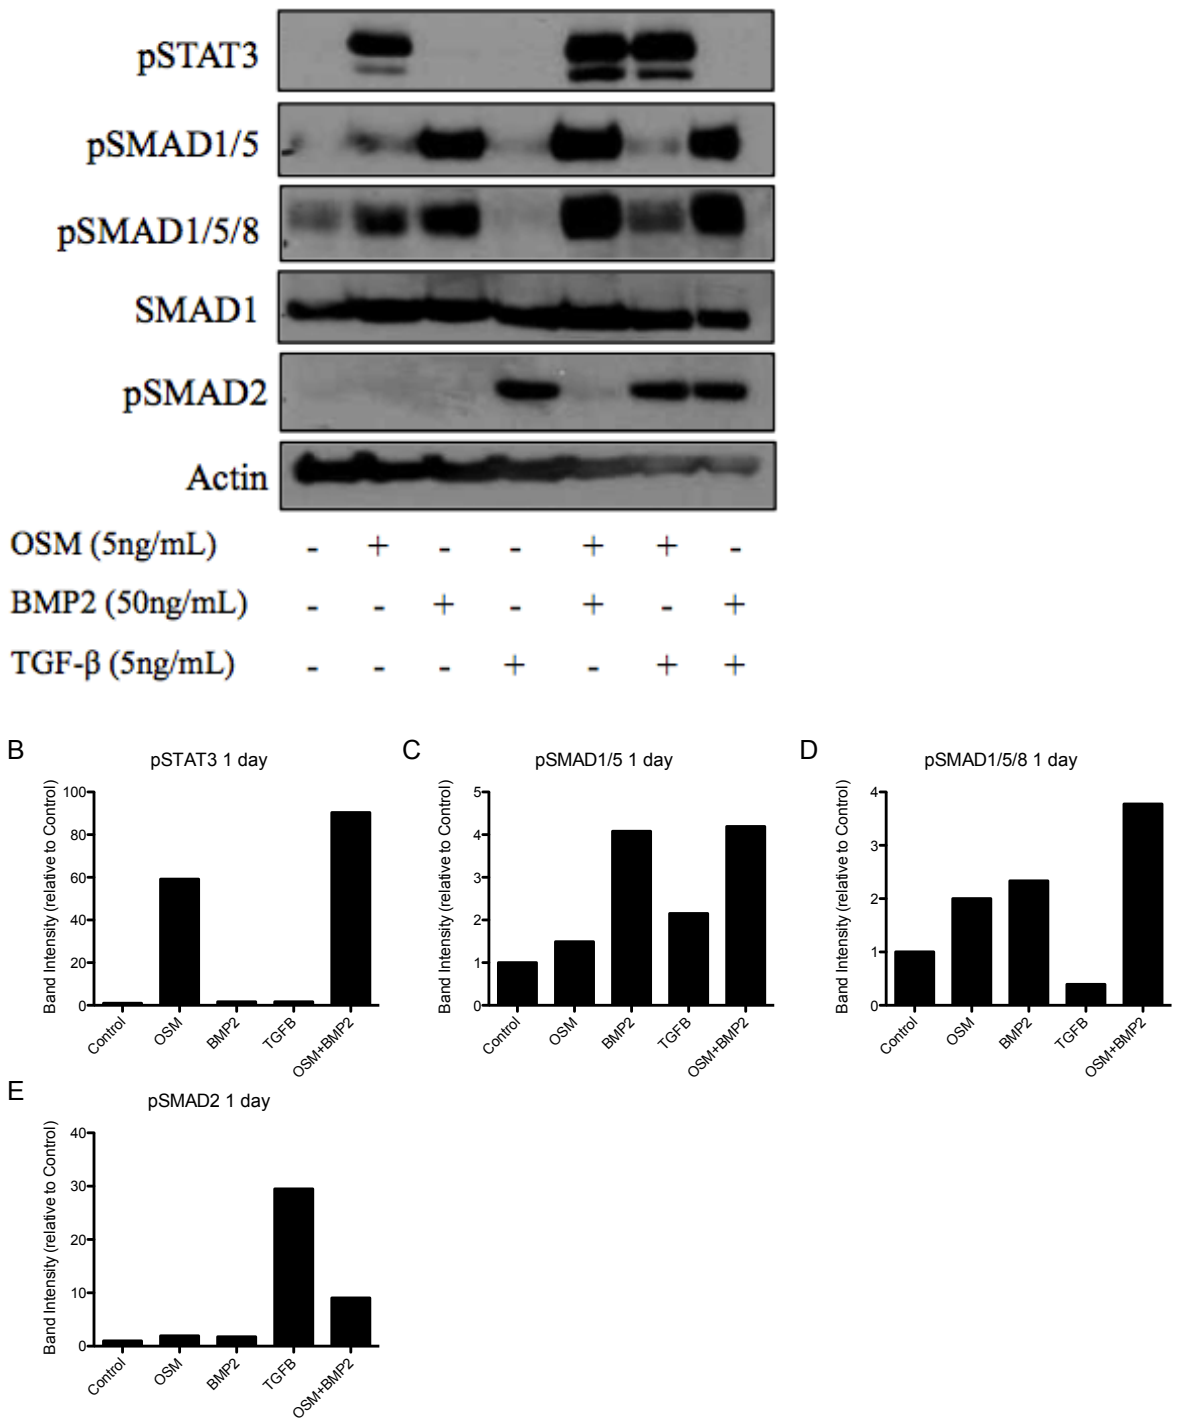 pSTAT3
pSMAD1/5
pSMAD1/5/8
SMAD1
pSMAD2
Actin
OSM (5ng/mL) - + - - + + -
BMP2 (50ng/mL) - - + - + - +
TGF-β (5ng/mL) - - - + - + +
B
pSTAT3 1 day
Band Intensity (relative to Control)
100
80
60
40
20
0
Control
OSM
BMP2
TGFB
OSM+BMP2
C
pSMAD1/5 1 day
Band Intensity (relative to Control)
5
4
3
2
1
0
Control
OSM
BMP2
TGFB
OSM+BMP2
D
pSMAD1/5/8 1 day
Band Intensity (relative to Control)
4
3
2
1
0
Control
OSM
BMP2
TGFB
OSM+BMP2
E
pSMAD2 1 day
Band Intensity (relative to Control)
40
30
20
10
0
Control
OSM
BMP2
TGFB
OSM+BMP2